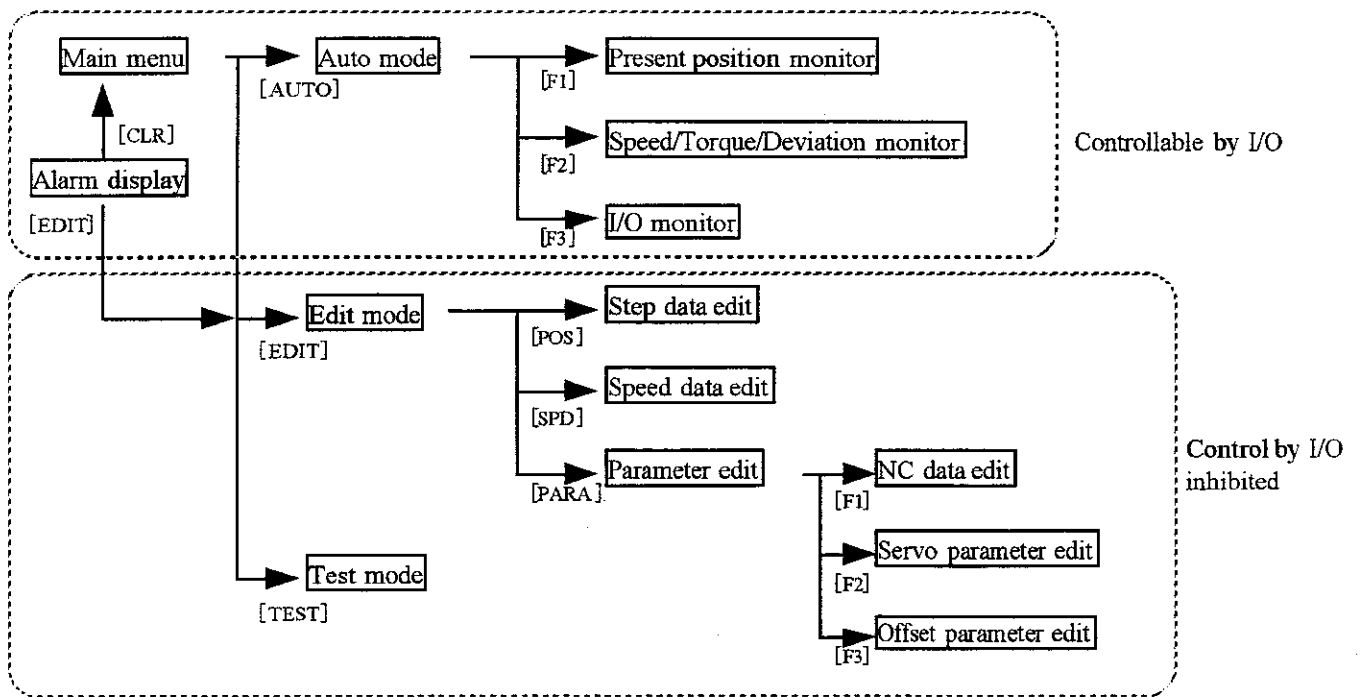 Main menu
Auto mode
Present position monitor
[AUTO]
[F1]
[CLR]
Speed/Torque/Deviation monitor
Controllable by I/O
[F2]
Alarm display
[EDIT]
I/O monitor
[F3]
Edit mode
Step data edit
[EDIT]
[POS]
Speed data edit
[SPD]
Control by I/O
inhibited
Parameter edit
NC data edit
[PARA].
[F1]
Servo parameter edit
[F2]
Test mode
[TEST]
Offset parameter edit
[F3]